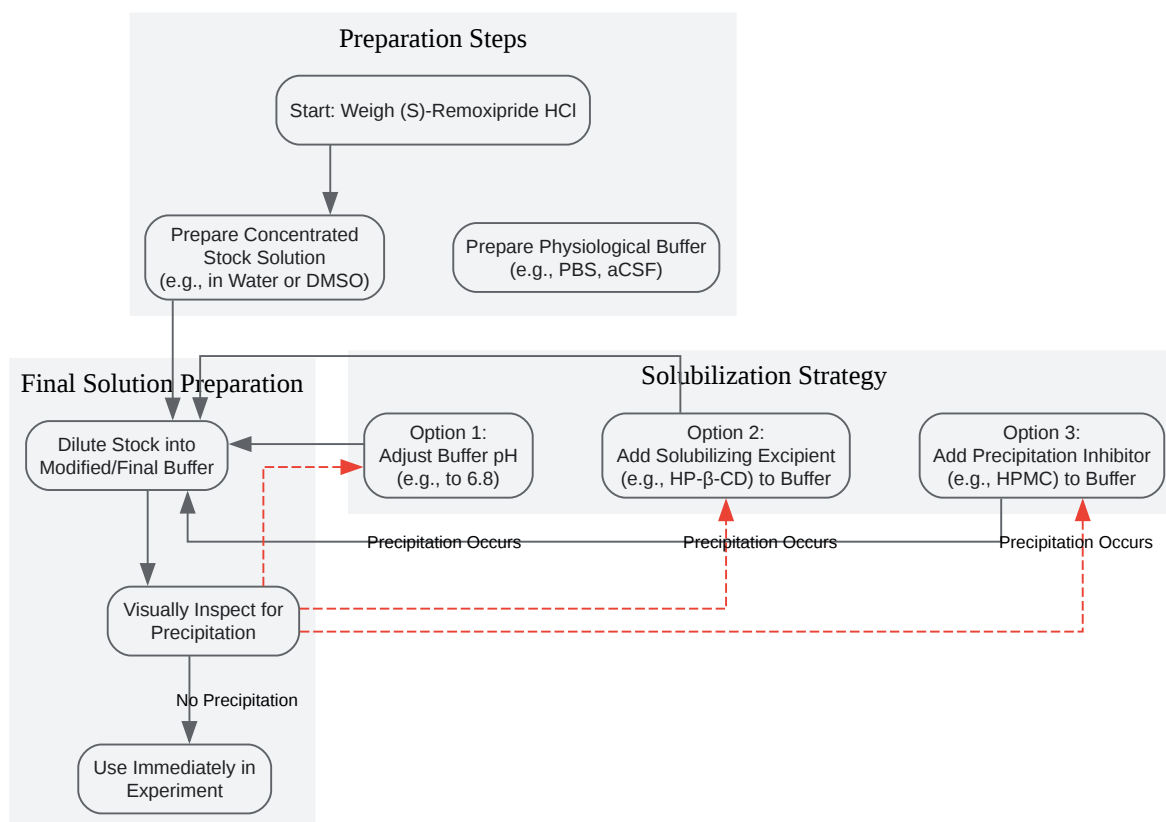 Preparation Steps
Start: Weigh (S)-Remoxipride HCl
Prepare Concentrated
Stock Solution
(e.g., in Water or DMSO)
Prepare Physiological Buffer
(e.g., PBS, aCSF)
Final Solution Preparation
Solubilization Strategy
Dilute Stock into
Modified/Final Buffer
Option 1:
Adjust Buffer pH
(e.g., to 6.8)
Option 2:
Add Solubilizing Excipient
(e.g., HP-β-CD) to Buffer
Option 3:
Add Precipitation Inhibitor
(e.g., HPMC) to Buffer
Precipitation Occurs
Precipitation Occurs
Precipitation Occurs
Visually Inspect for
Precipitation
No Precipitation
Use Immediately in
Experiment